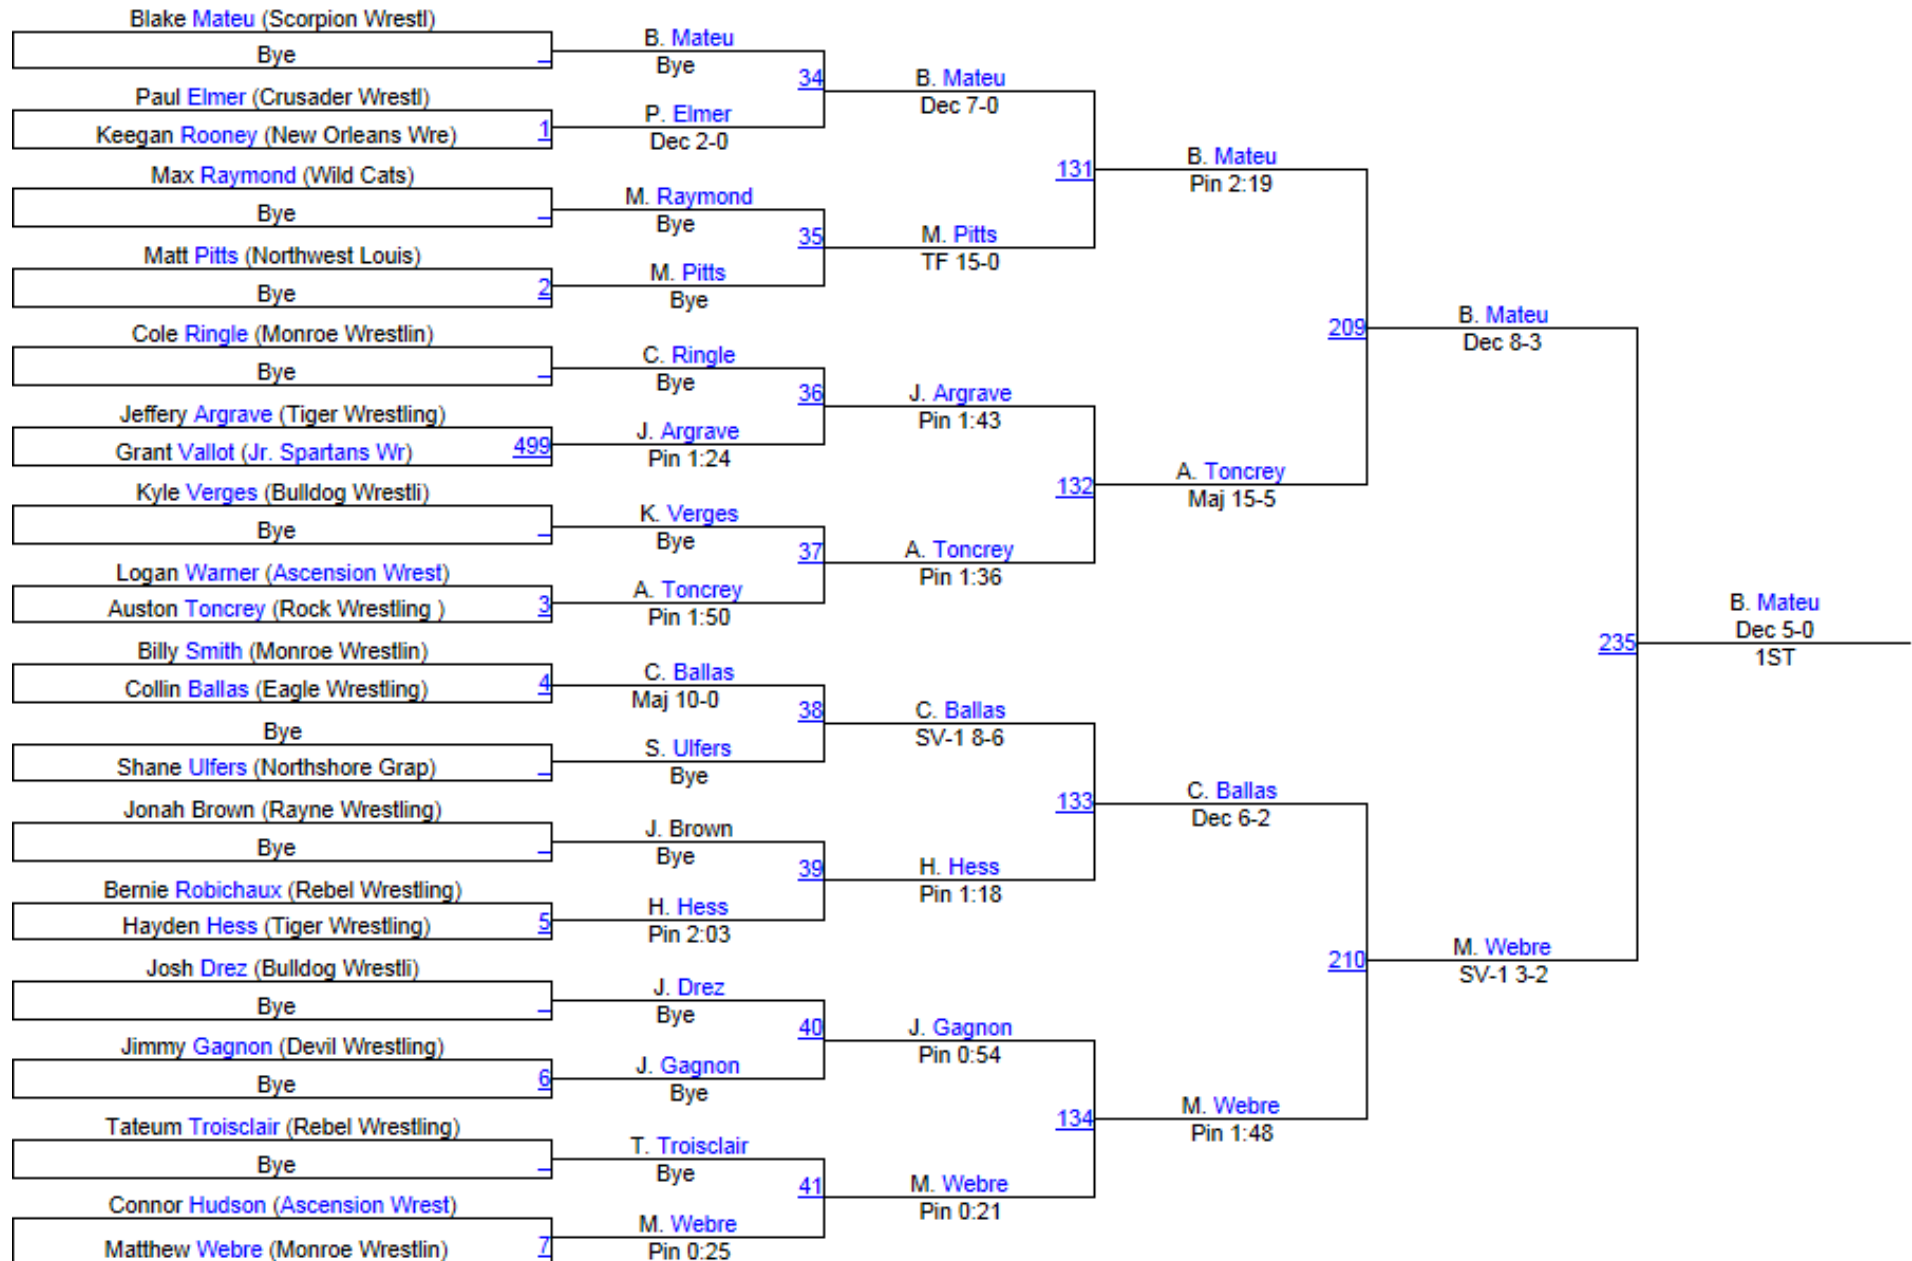 Blake Mateu (Scorpion Wrestl)
Bye
Paul Elmer (Crusader Wrestl)
Keegan Rooney (New Orleans Wre) 1
Max Raymond (Wild Cats)
Bye
Matt Pitts (Northwest Louis)
Bye 2
Cole Ringle (Monroe Wrestlin)
Bye
Jeffery Argrave (Tiger Wrestling)
Grant Vallot (Jr. Spartans Wr) 499
Kyle Verges (Bulldog Wrestli)
Bye
Logan Warner (Ascension Wrest)
Auston Toncrey (Rock Wrestling ) 3
Billy Smith (Monroe Wrestlin)
Collin Ballas (Eagle Wrestling) 4
Bye
Shane Ulfers (Northshore Grap)
Jonah Brown (Rayne Wrestling)
Bye
Bernie Robichaux (Rebel Wrestling)
Hayden Hess (Tiger Wrestling) 5
Josh Drez (Bulldog Wrestli)
Bye
Jimmy Gagnon (Devil Wrestling)
Bye 6
Tateum Troisclair (Rebel Wrestling)
Bye
Connor Hudson (Ascension Wrest)
Matthew Webre (Monroe Wrestlin) 7
B. Mateu
Bye
34
P. Elmer
Dec 2-0
M. Raymond
Bye
35
M. Pitts
Bye
C. Ringle
Bye
36
J. Argrave
Pin 1:24
K. Verges
Bye
37
A. Toncrey
Pin 1:50
C. Ballas
Maj 10-0
38
S. Ulfers
Bye
J. Brown
Bye
39
H. Hess
Pin 2:03
J. Drez
Bye
40
J. Gagnon
Bye
T. Troisclair
Bye
41
M. Webre
Pin 0:25
B. Mateu
Dec 7-0
131
M. Pitts
TF 15-0
J. Argrave
Pin 1:43
132
A. Toncrey
Pin 1:36
C. Ballas
SV-1 8-6
133
H. Hess
Pin 1:18
J. Gagnon
Pin 0:54
134
M. Webre
Pin 0:21
B. Mateu
Pin 2:19
209
A. Toncrey
Maj 15-5
C. Ballas
Dec 6-2
210
M. Webre
Pin 1:48
B. Mateu
Dec 8-3
235
M. Webre
SV-1 3-2
B. Mateu
Dec 5-0
1ST